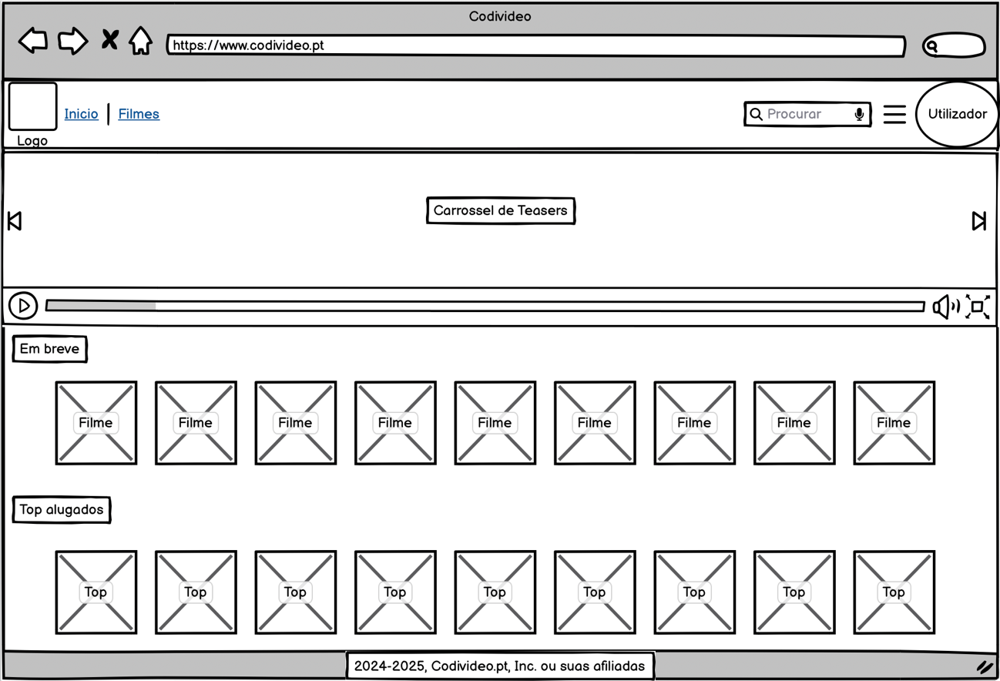 Codivideo
https://www.codivideo.pt
Inicio | Filmes
Procurar
Utilizador
Logo
Carrossel de Teasers
Em breve
Filme Filme Filme Filme Filme Filme Filme Filme Filme
Top alugados
Top Top Top Top Top Top Top Top Top
2024-2025, Codivideo.pt, Inc. ou suas afiliadas